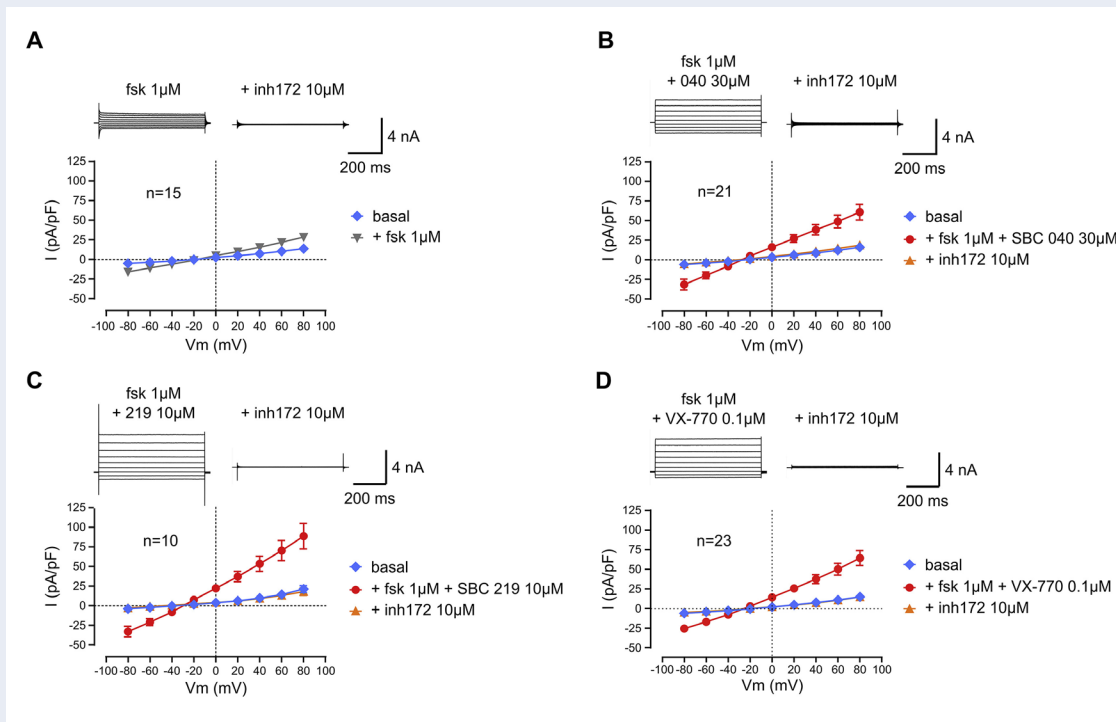 A
fsk 1µM
+ inh172 10µM
4 nA
200 ms
125
100
75
50
25
0
-25
-50
I (pA/pF)
n=15
basal
+ fsk 1µM
-100 -80 -60 -40 -20 0 20 40 60 80 100
Vm (mV)
B
fsk 1µM
+ 040 30µM
+ inh172 10µM
4 nA
200 ms
125
100
75
50
25
0
-25
-50
I (pA/pF)
n=21
basal
+ fsk 1µM + SBC 040 30µM
+ inh172 10µM
-100 -80 -60 -40 -20 0 20 40 60 80 100
Vm (mV)
C
fsk 1µM
+ 219 10µM
+ inh172 10µM
4 nA
200 ms
125
100
75
50
25
0
-25
-50
I (pA/pF)
n=10
basal
+ fsk 1µM + SBC 219 10µM
+ inh172 10µM
-100 -80 -60 -40 -20 0 20 40 60 80 100
Vm (mV)
D
fsk 1µM
+ VX-770 0.1µM
+ inh172 10µM
4 nA
200 ms
125
100
75
50
25
0
-25
-50
I (pA/pF)
n=23
basal
+ fsk 1µM + VX-770 0.1µM
+ inh172 10µM
-100 -80 -60 -40 -20 0 20 40 60 80 100
Vm (mV)